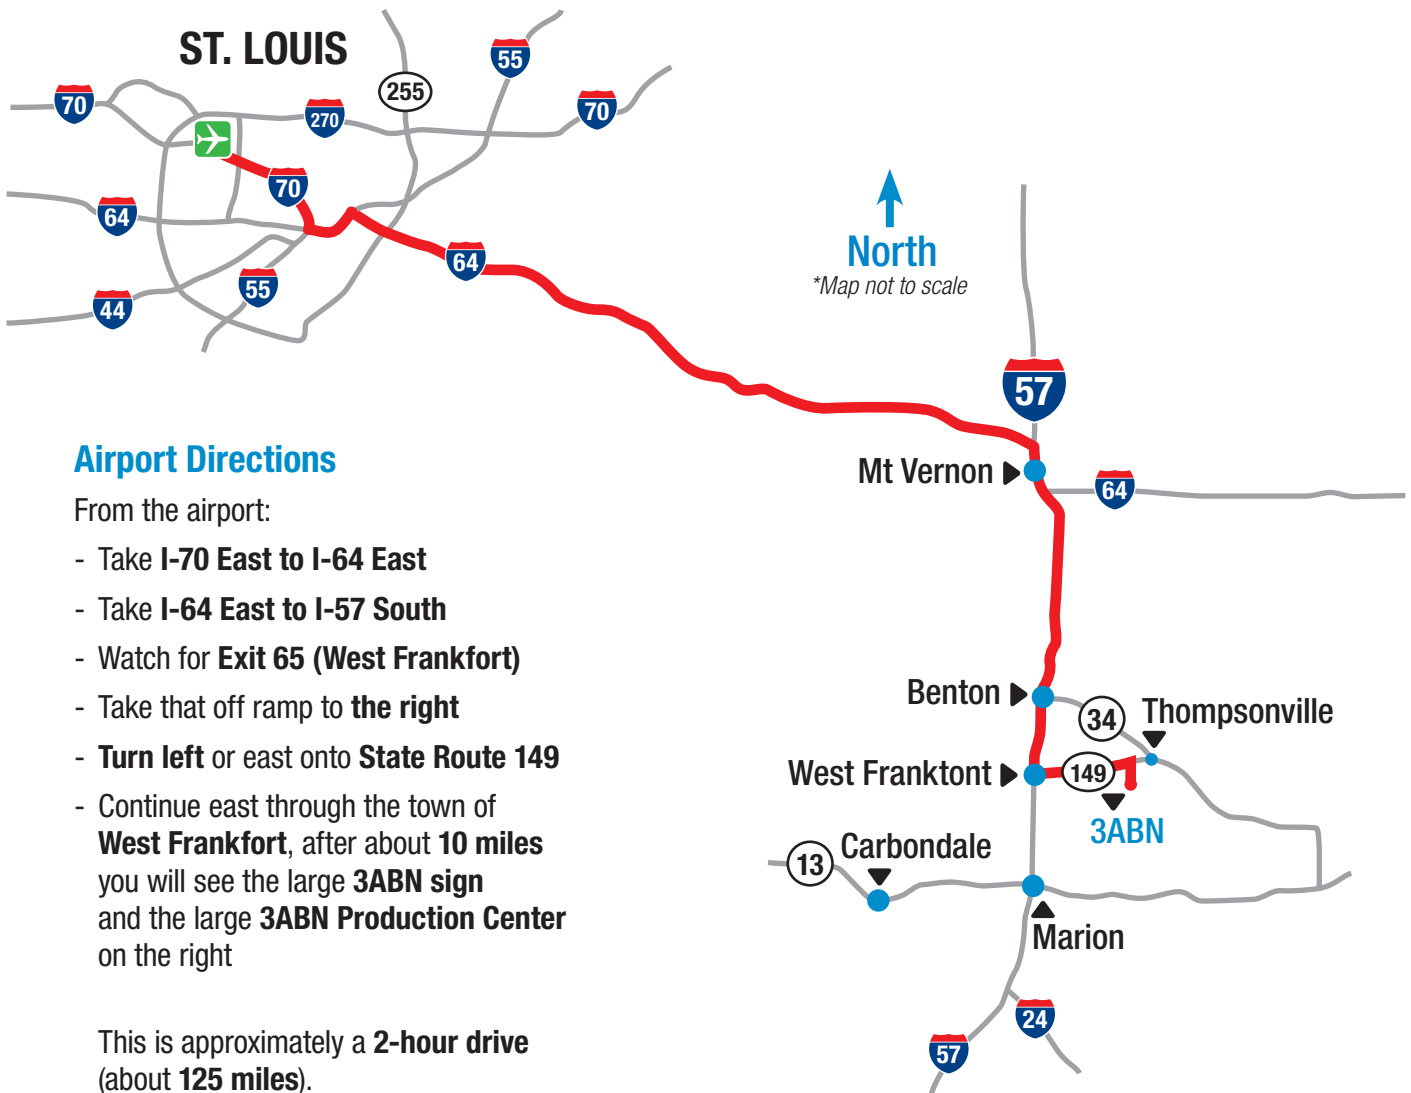 ST. LOUIS
55
255
70
70
270
70
64
64
55
44
North
*Map not to scale
57
Airport Directions
From the airport:
- Take I-70 East to I-64 East
- Take I-64 East to I-57 South
- Watch for Exit 65 (West Frankfort)
- Take that off ramp to the right
- Turn left or east onto State Route 149
- Continue east through the town of
West Frankfort, after about 10 miles
you will see the large 3ABN sign
and the large 3ABN Production Center
on the right
This is approximately a 2-hour drive
(about 125 miles).
Mt Vernon
64
Benton
34
Thompsonville
West Franktont
149
3ABN
13
Carbondale
Marion
24
57